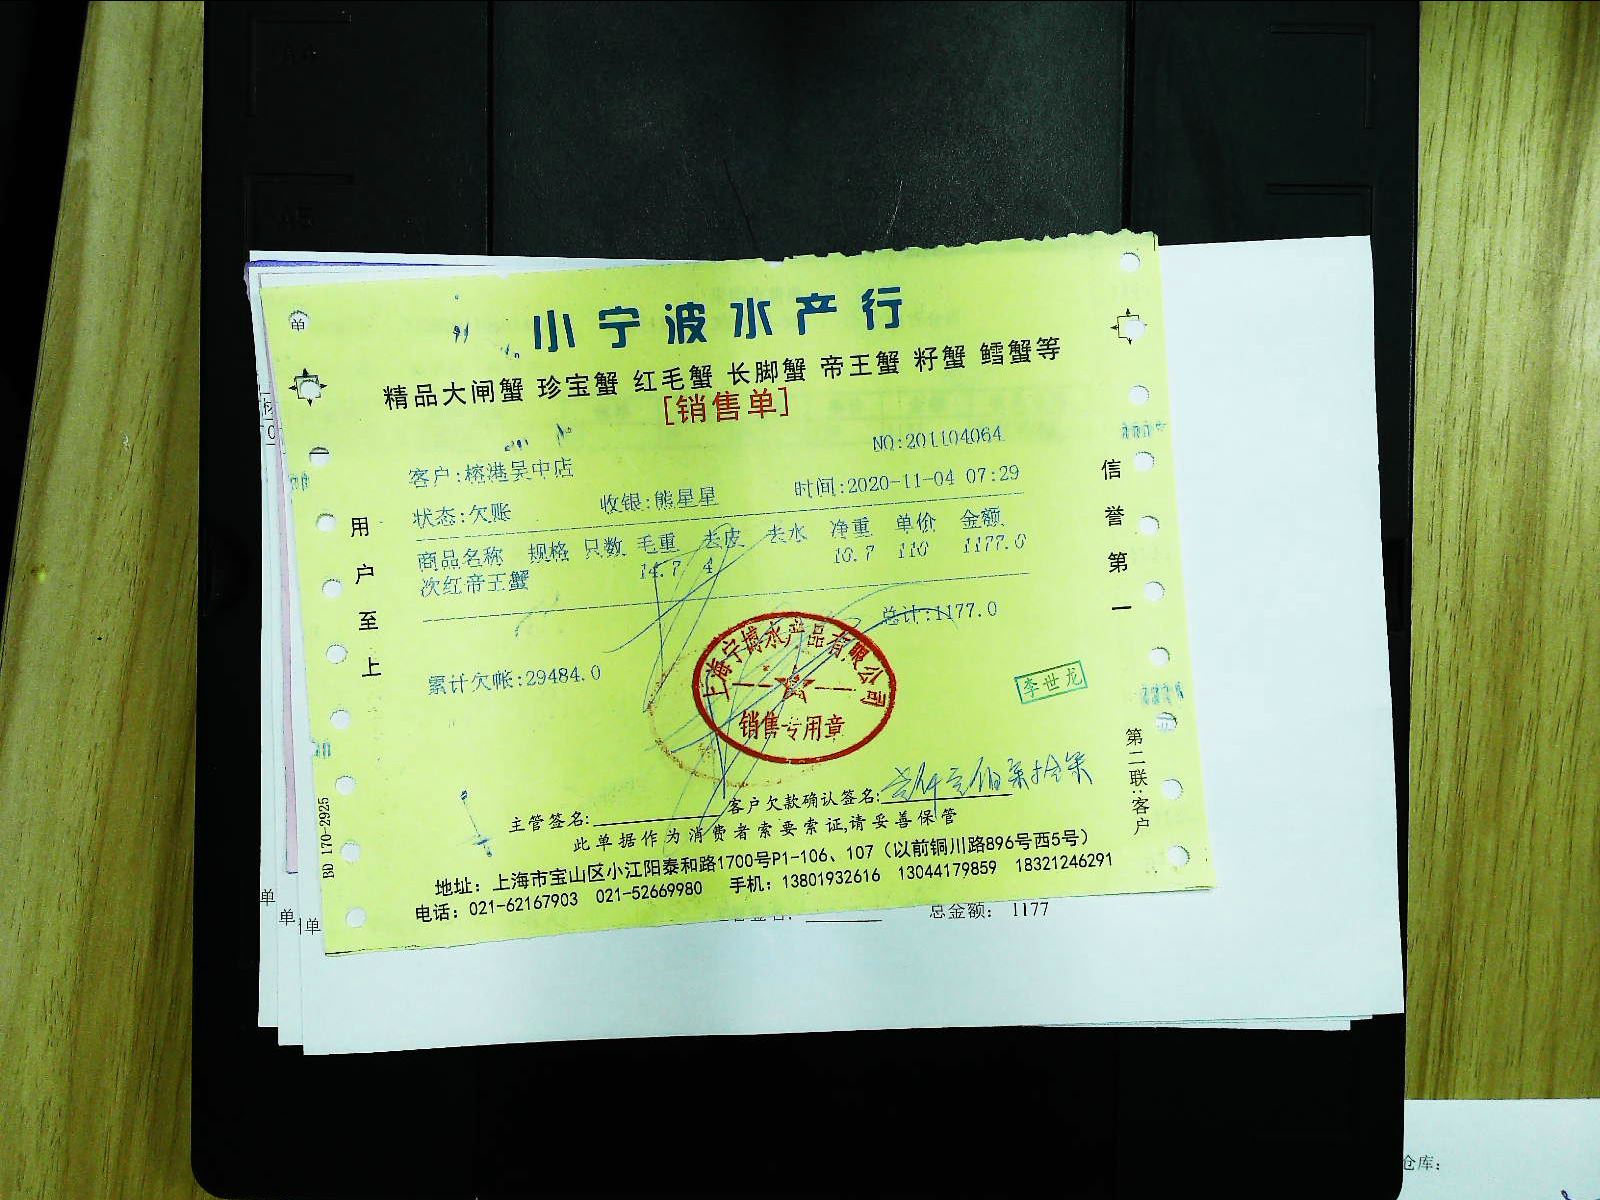 小宁波水产行
精品大闸蟹 珍宝蟹 红毛蟹 长脚蟹 帝王蟹 籽蟹 鳕蟹等
[销售单]
NO:201104064
客户:榕港吴中店
状态:欠账 收银:熊星星 时间:2020-11-04 07:29
商品名称 规格 只数 毛重 去皮 去水 净重 单价 金额
次红帝王蟹 14.7 4 10.7 110 1177.0
总计:1177.0
累计欠帐:29484.0
上海宁博水产品有限公司
销售专用章
李世龙
用户至上
信誉第一
第二联:客户
BD 170-2925
主管签名: 客户欠款确认签名:
此单据作为消费者索要索证,请妥善保管
地址:上海市宝山区小江阳泰和路1700号P1-106、107(以前铜川路896号西5号)
电话:021-62167903 021-52669980 手机:13801932616 13044179859 18321246291
单
单
单
单
总金额: 1177
仓库: